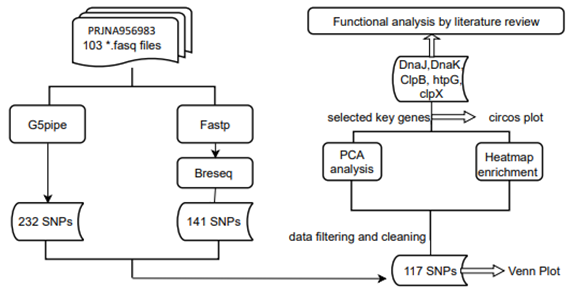 PRJNA956983
103 *.fasq files
G5pipe
Fastp
Breseq
232 SNPs
141 SNPs
Functional analysis by literature review
DnaJ,DnaK,
ClpB, htpG,
clpX
selected key genes
circos plot
PCA
analysis
Heatmap
enrichment
data filtering and cleaning
117 SNPs
Venn Plot